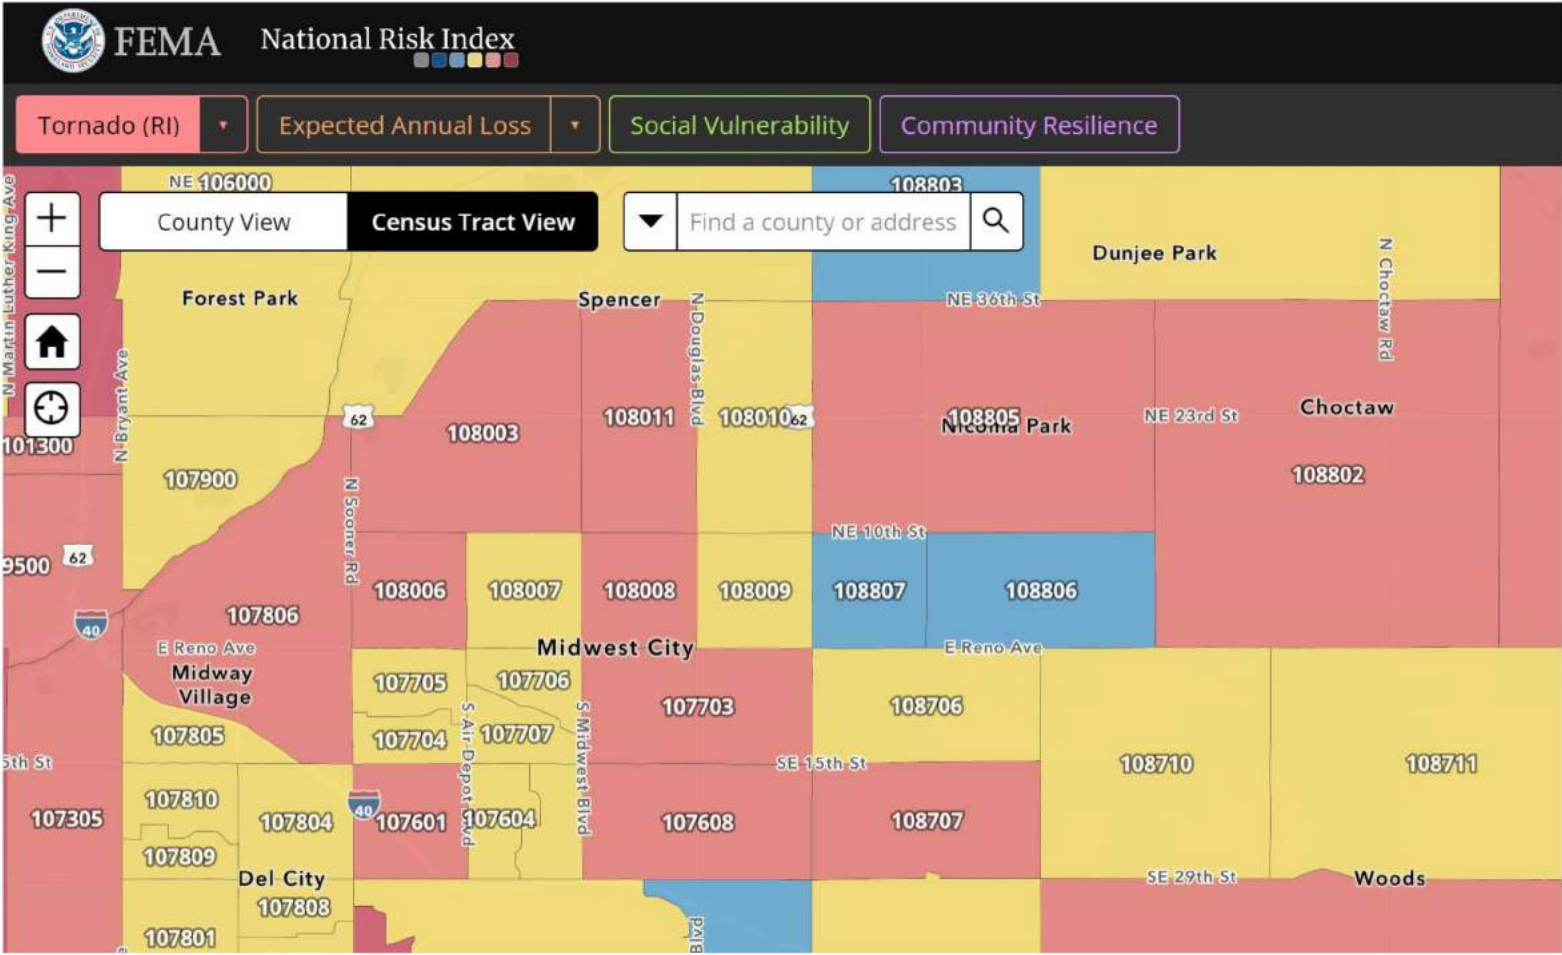 FEMA National Risk Index
Tornado (RI) Expected Annual Loss Social Vulnerability Community Resilience
NE 106000
108803
County View Census Tract View Find a county or address
N Martin Luther King Ave
Dunjee Park
N Choctaw Rd
Forest Park
Spencer
N Douglas Blvd
NE 36th St
N Bryant Ave
62
108003
108011
108010
62
108805
Nicoma Park
NE 23rd St
Choctaw
101300
107900
108802
N Sooner Rd
NE 10th St
9500
62
108006
108007
108008
108009
108807
108806
40
107806
E Reno Ave
Midwest City
E Reno Ave
Midway
Village
107705
107706
107703
108706
S Air Depot Blvd
S Midwest Blvd
107805
107704
107707
5th St
SE 15th St
108710
108711
107810
40
107305
107804
107601
107604
107608
108707
107809
Del City
SE 29th St
Woods
107808
107801
Blvd